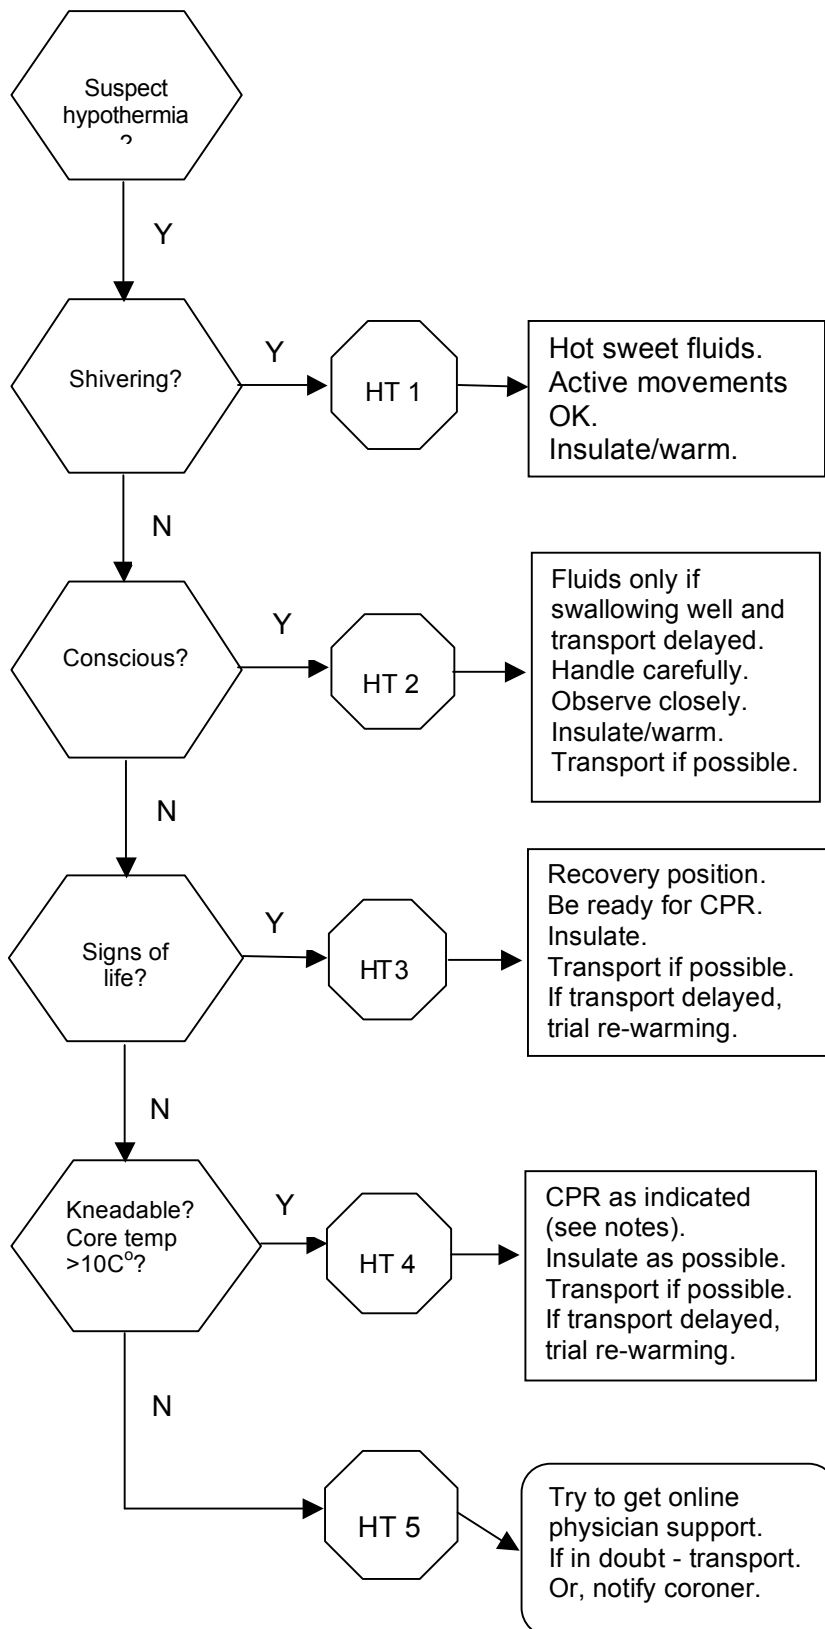 Suspect
hypothermia
?
Y
Shivering?
Y
HT 1
Hot sweet fluids.
Active movements
OK.
Insulate/warm.
N
Conscious?
Y
HT 2
Fluids only if
swallowing well and
transport delayed.
Handle carefully.
Observe closely.
Insulate/warm.
Transport if possible.
N
Signs of
life?
Y
HT3
Recovery position.
Be ready for CPR.
Insulate.
Transport if possible.
If transport delayed,
trial re-warming.
N
Kneadable?
Core temp
>10Cº?
Y
HT 4
CPR as indicated
(see notes).
Insulate as possible.
Transport if possible.
If transport delayed,
trial re-warming.
N
HT 5
Try to get online
physician support.
If in doubt - transport.
Or, notify coroner.